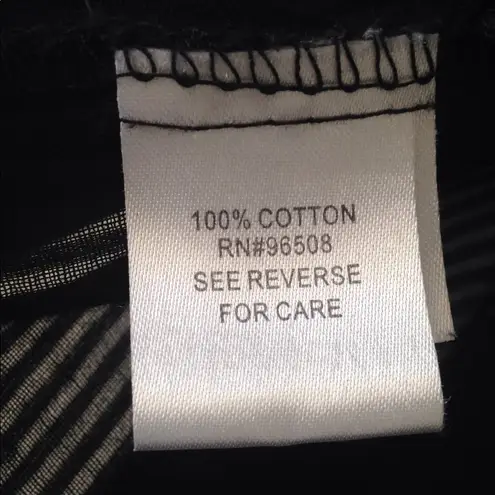 100% COTTON
RN#96508
SEE REVERSE
FOR CARE